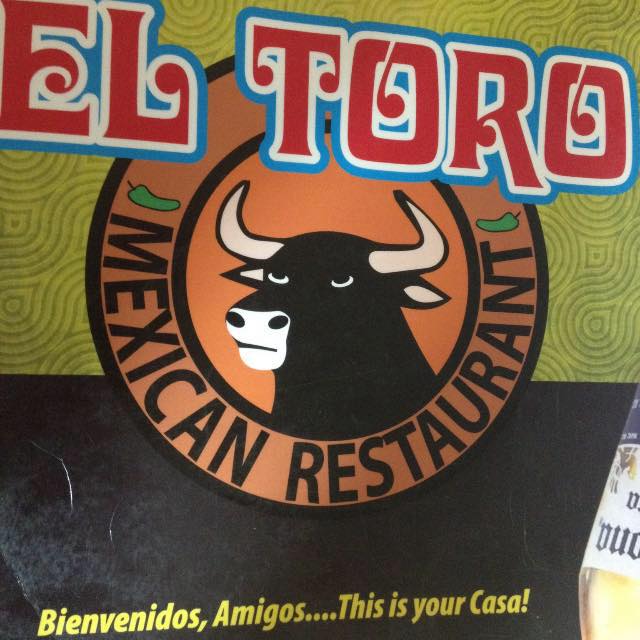 EL TORO
MEXICAN RESTAURANT
Bienvenidos, Amigos....This is your Casa!